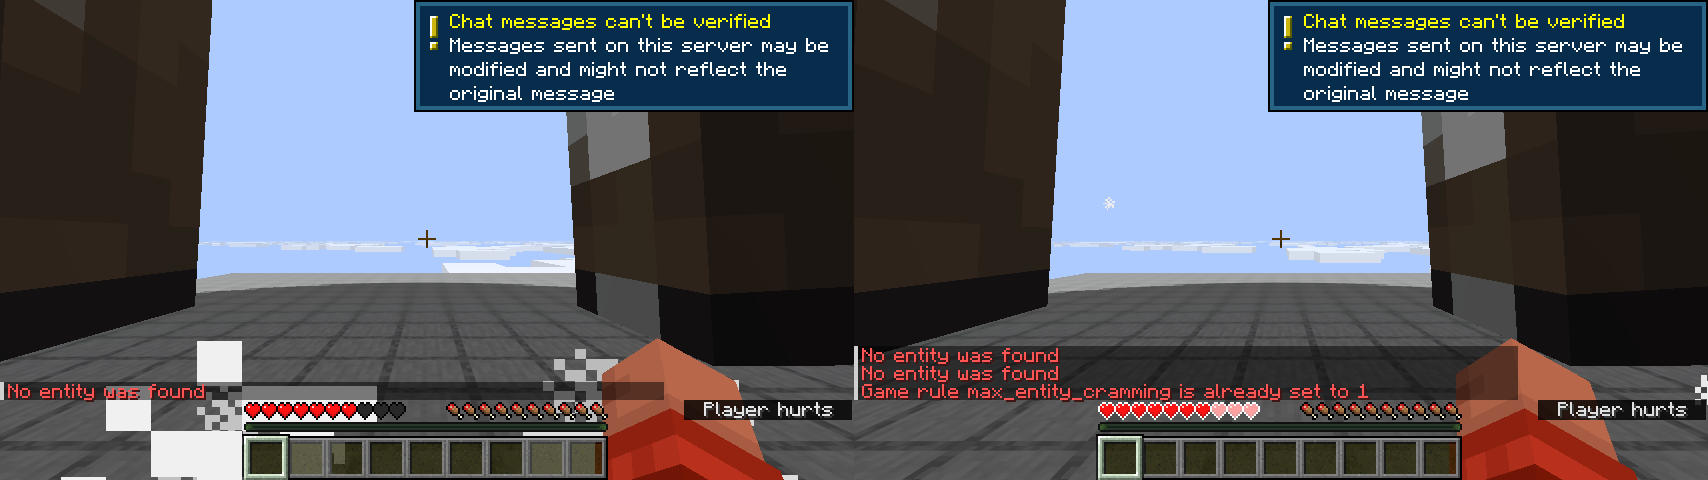 Chat messages can't be verified
Messages sent on this server may be
modified and might not reflect the
original message
No entity was found
Player hurts
Chat messages can't be verified
Messages sent on this server may be
modified and might not reflect the
original message
No entity was found
No entity was found
Game rule max_entity_cramming is already set to 1
Player hurts